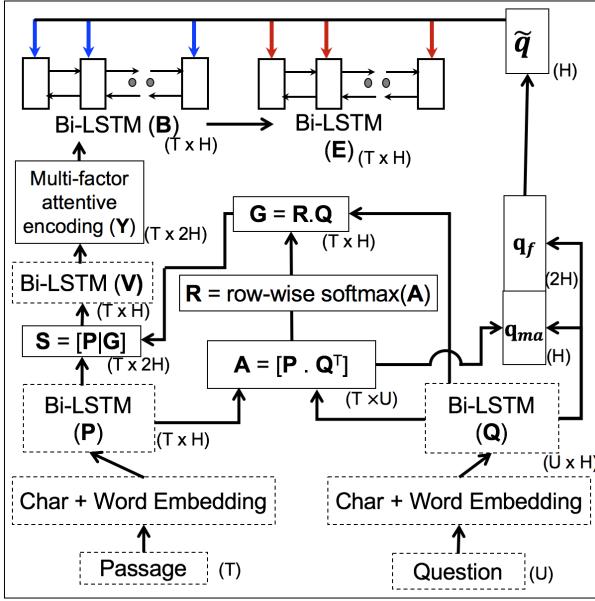 q̃
(H)
Bi-LSTM (B)
(T x H)
Bi-LSTM
(E)
(T x H)
Multi-factor
attentive
encoding (Y)
(T x 2H)
G = R.Q
(T x H)
q_f
(2H)
Bi-LSTM (V)
(T x H)
R = row-wise softmax(A)
q_ma
(H)
S = [P|G]
(T x 2H)
A = [P . Qᵀ]
(T ×U)
Bi-LSTM
(P)
(T x H)
Bi-LSTM
(Q)
(U x H)
Char + Word Embedding
Char + Word Embedding
Passage
(T)
Question
(U)